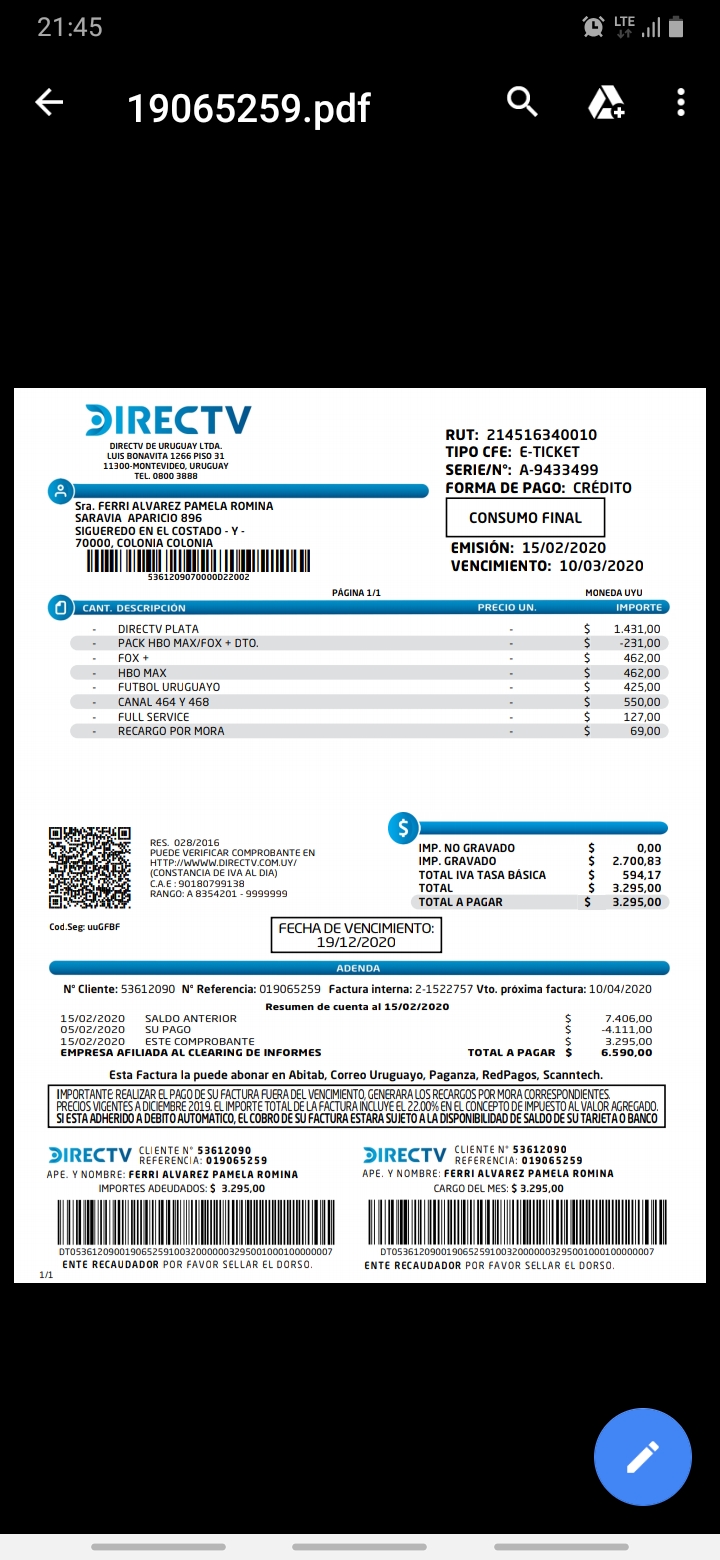 21:45
LTE
19065259.pdf
DIRECTV
DIRECTV DE URUGUAY LTDA.
LUIS BONAVITA 1266 PISO 31
11300-MONTEVIDEO, URUGUAY
TEL. 0800 3888
RUT: 214516340010
TIPO CFE: E-TICKET
SERIE/N°: A-9433499
FORMA DE PAGO: CRÉDITO
CONSUMO FINAL
EMISIÓN: 15/02/2020
VENCIMIENTO: 10/03/2020
Sra. FERRI ALVAREZ PAMELA ROMINA
SARAVIA APARICIO 896
SIGUEREDO EN EL COSTADO - Y -
70000, COLONIA COLONIA
5361209070000D22002
PÁGINA 1/1 MONEDA UYU
CANT. DESCRIPCIÓN PRECIO UN. IMPORTE
- DIRECTV PLATA - $ 1.431,00
- PACK HBO MAX/FOX + DTO. - $ -231,00
- FOX + - $ 462,00
- HBO MAX - $ 462,00
- FUTBOL URUGUAYO - $ 425,00
- CANAL 464 Y 468 - $ 550,00
- FULL SERVICE - $ 127,00
- RECARGO POR MORA - $ 69,00
RES. 028/2016
PUEDE VERIFICAR COMPROBANTE EN
HTTP://WWWW.DIRECTV.COM.UY/
(CONSTANCIA DE IVA AL DIA)
C.A.E : 90180799138
RANGO: A 8354201 - 9999999
Cod.Seg: uuGFBF
$
IMP. NO GRAVADO $ 0,00
IMP. GRAVADO $ 2.700,83
TOTAL IVA TASA BÁSICA $ 594,17
TOTAL $ 3.295,00
TOTAL A PAGAR $ 3.295,00
FECHA DE VENCIMIENTO:
19/12/2020
ADENDA
N° Cliente: 53612090 N° Referencia: 019065259 Factura interna: 2-1522757 Vto. próxima factura: 10/04/2020
Resumen de cuenta al 15/02/2020
15/02/2020 SALDO ANTERIOR $ 7.406,00
05/02/2020 SU PAGO $ -4.111,00
15/02/2020 ESTE COMPROBANTE $ 3.295,00
EMPRESA AFILIADA AL CLEARING DE INFORMES TOTAL A PAGAR $ 6.590,00
Esta Factura la puede abonar en Abitab, Correo Uruguayo, Paganza, RedPagos, Scanntech.
IMPORTANTE: REALIZAR EL PAGO DE SU FACTURA FUERA DEL VENCIMIENTO, GENERARA LOS RECARGOS POR MORA CORRESPONDIENTES.
PRECIOS VIGENTES A DICIEMBRE 2019. EL IMPORTE TOTAL DE LA FACTURA INCLUYE EL 22.00% EN EL CONCEPTO DE IMPUESTO AL VALOR AGREGADO.
SI ESTA ADHERIDO A DEBITO AUTOMATICO, EL COBRO DE SU FACTURA ESTARA SUJETO A LA DISPONIBILIDAD DE SALDO DE SU TARJETA O BANCO
DIRECTV CLIENTE N° 53612090
REFERENCIA: 019065259
APE. Y NOMBRE: FERRI ALVAREZ PAMELA ROMINA
IMPORTES ADEUDADOS: $ 3.295,00
DT0536120900190652591003200000032950010001000000​07
ENTE RECAUDADOR POR FAVOR SELLAR EL DORSO.
DIRECTV CLIENTE N° 53612090
REFERENCIA: 019065259
APE. Y NOMBRE: FERRI ALVAREZ PAMELA ROMINA
CARGO DEL MES: $ 3.295,00
DT053612090019065259100320000003295001000100000007
ENTE RECAUDADOR POR FAVOR SELLAR EL DORSO.
1/1